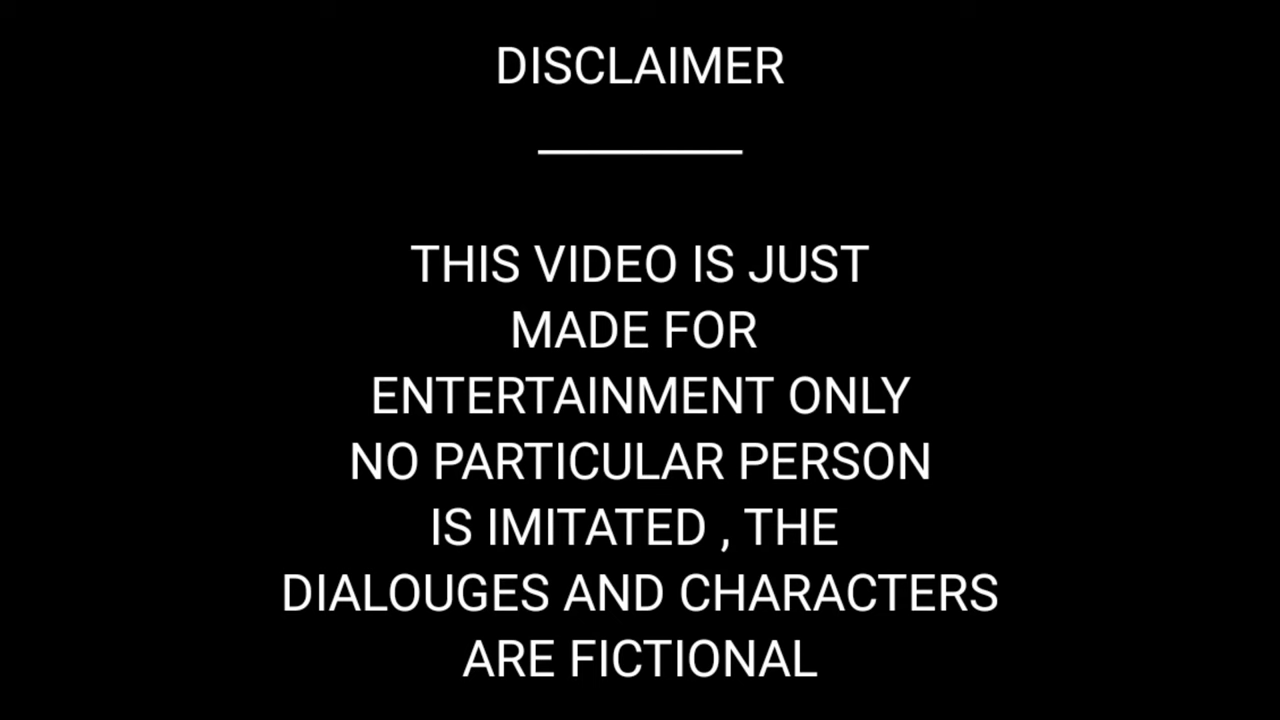 DISCLAIMER
THIS VIDEO IS JUST
MADE FOR
ENTERTAINMENT ONLY
NO PARTICULAR PERSON
IS IMITATED , THE
DIALOUGES AND CHARACTERS
ARE FICTIONAL